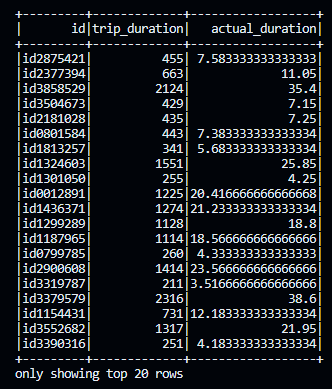 +---------+-------------+------------------+
|       id|trip_duration|   actual_duration|
+---------+-------------+------------------+
|id2875421|          455| 7.583333333333333|
|id2377394|          663|             11.05|
|id3858529|         2124|              35.4|
|id3504673|          429|              7.15|
|id2181028|          435|              7.25|
|id0801584|          443| 7.383333333333334|
|id1813257|          341| 5.683333333333334|
|id1324603|         1551|             25.85|
|id1301050|          255|              4.25|
|id0012891|         1225|20.416666666666668|
|id1436371|         1274|21.233333333333334|
|id1299289|         1128|              18.8|
|id1187965|         1114|18.566666666666666|
|id0799785|          260| 4.333333333333333|
|id2900608|         1414|23.566666666666666|
|id3319787|          211|3.5166666666666666|
|id3379579|         2316|              38.6|
|id1154431|          731|12.183333333333334|
|id3552682|         1317|             21.95|
|id3390316|          251| 4.183333333333334|
+---------+-------------+------------------+
only showing top 20 rows